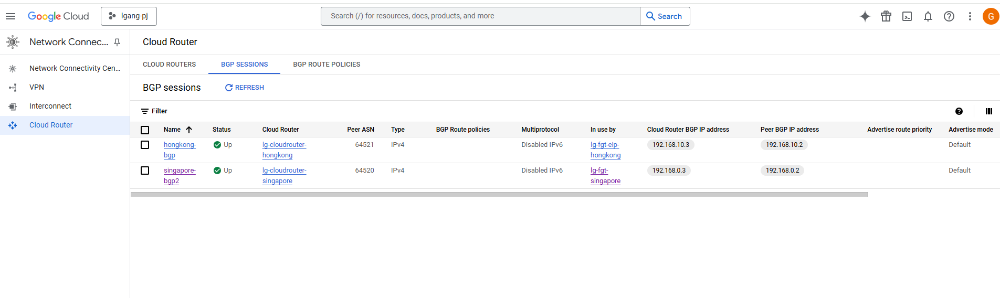 Google Cloud
lgang-pj
Search (/) for resources, docs, products, and more
Search
G
Network Connec...
Cloud Router
Network Connectivity Cen...
VPN
Interconnect
Cloud Router
CLOUD ROUTERS
BGP SESSIONS
BGP ROUTE POLICIES
BGP sessions
REFRESH
Filter
Name Status Cloud Router Peer ASN Type BGP Route policies Multiprotocol In use by Cloud Router BGP IP address Peer BGP IP address Advertise route priority Advertise mode
hongkong- Up lg-cloudrouter- 64521 IPv4 Disabled IPv6 lg-fgt-eip- 192.168.10.3 192.168.10.2 Default
bgp hongkong hongkong
singapore- Up lg-cloudrouter- 64520 IPv4 Disabled IPv6 lg-fgt- 192.168.0.3 192.168.0.2 Default
bgp2 singapore singapore